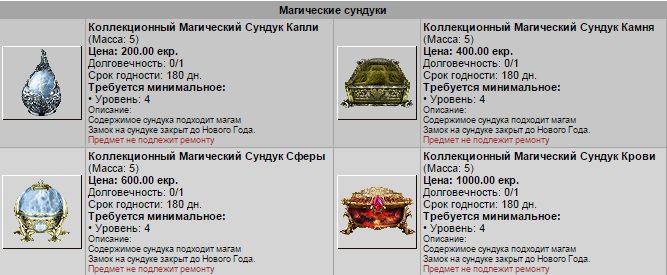 Магические сундуки
Коллекционный Магический Сундук Капли
(Масса: 5)
Цена: 200.00 екр.
Долговечность: 0/1
Срок годности: 180 дн.
Требуется минимальное:
• Уровень: 4
Описание:
Содержимое сундука подходит магам
Замок на сундуке закрыт до Нового Года.
Предмет не подлежит ремонту
Коллекционный Магический Сундук Камня
(Масса: 5)
Цена: 400.00 екр.
Долговечность: 0/1
Срок годности: 180 дн.
Требуется минимальное:
• Уровень: 4
Описание:
Содержимое сундука подходит магам
Замок на сундуке закрыт до Нового Года.
Предмет не подлежит ремонту
Коллекционный Магический Сундук Сферы
(Масса: 5)
Цена: 600.00 екр.
Долговечность: 0/1
Срок годности: 180 дн.
Требуется минимальное:
• Уровень: 4
Описание:
Содержимое сундука подходит магам
Замок на сундуке закрыт до Нового Года.
Предмет не подлежит ремонту
Коллекционный Магический Сундук Крови
(Масса: 5)
Цена: 1000.00 екр.
Долговечность: 0/1
Срок годности: 180 дн.
Требуется минимальное:
• Уровень: 4
Описание:
Содержимое сундука подходит магам
Замок на сундуке закрыт до Нового Года.
Предмет не подлежит ремонту